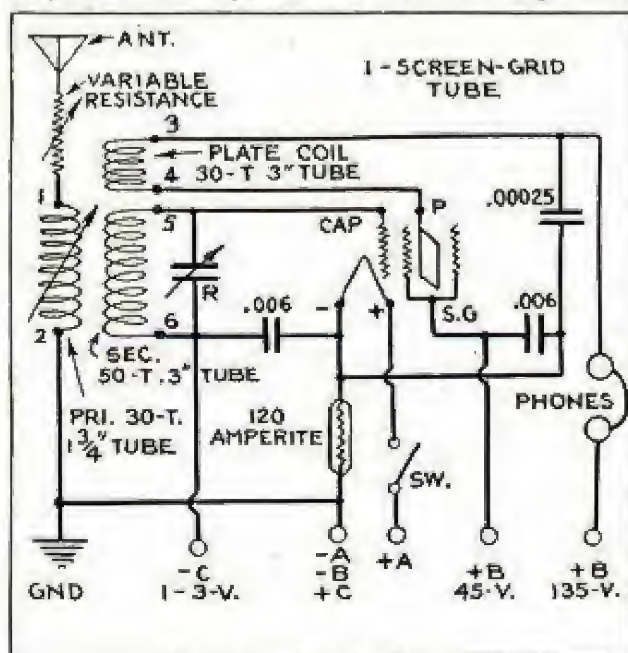 ANT.
VARIABLE
RESISTANCE
1-SCREEN-GRID
TUBE
3
PLATE COIL
4
30-T 3" TUBE
1
5
CAP
P
.00025
R
-
+
S.G
.006
2
6
.006
SEC.
50-T. 3" TUBE
PRI. 30-T.
1 3/4" TUBE
120
AMPERITE
PHONES
SW.
GND
-C
1-3-V.
-A
-B
+C
+A
+B
45-V.
+B
135-V.